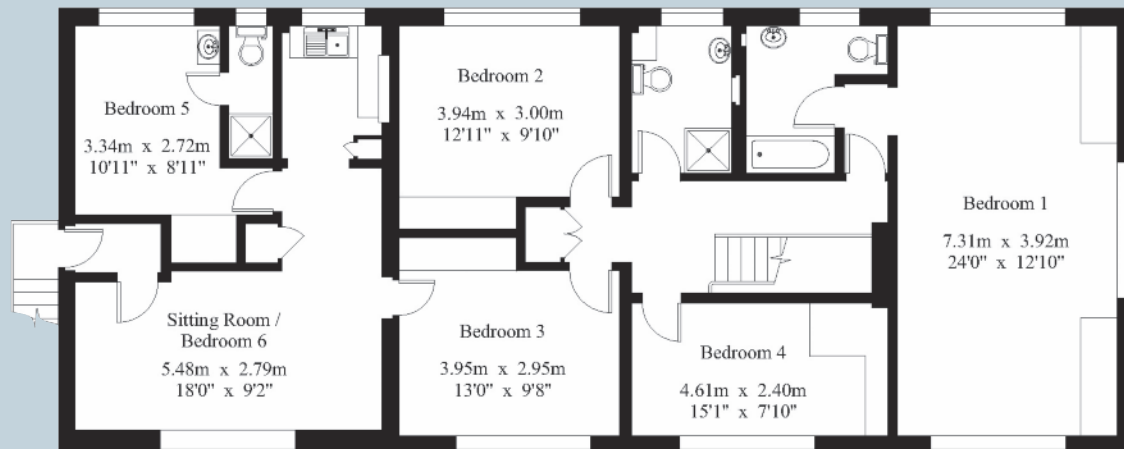 Bedroom 5
3.34m x 2.72m
10'11" x 8'11"
Bedroom 2
3.94m x 3.00m
12'11" x 9'10"
Bedroom 1
7.31m x 3.92m
24'0" x 12'10"
Sitting Room /
Bedroom 6
5.48m x 2.79m
18'0" x 9'2"
Bedroom 3
3.95m x 2.95m
13'0" x 9'8"
Bedroom 4
4.61m x 2.40m
15'1" x 7'10"